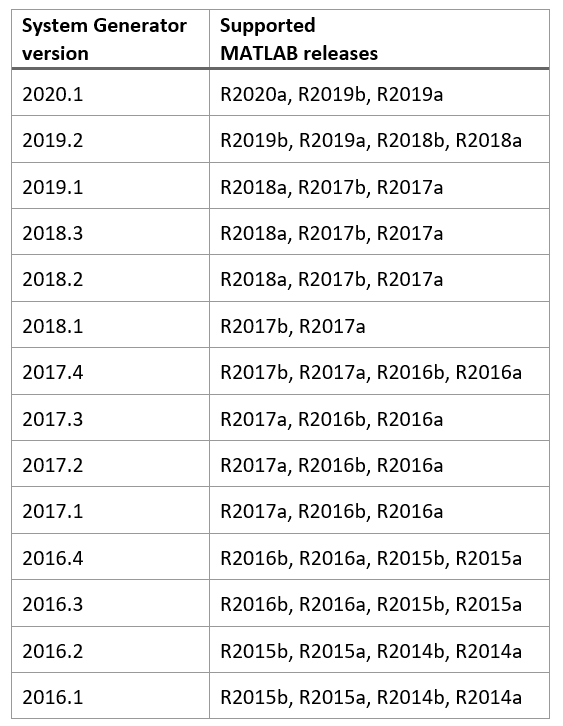 System Generator version Supported MATLAB releases
2020.1 R2020a, R2019b, R2019a
2019.2 R2019b, R2019a, R2018b, R2018a
2019.1 R2018a, R2017b, R2017a
2018.3 R2018a, R2017b, R2017a
2018.2 R2018a, R2017b, R2017a
2018.1 R2017b, R2017a
2017.4 R2017b, R2017a, R2016b, R2016a
2017.3 R2017a, R2016b, R2016a
2017.2 R2017a, R2016b, R2016a
2017.1 R2017a, R2016b, R2016a
2016.4 R2016b, R2016a, R2015b, R2015a
2016.3 R2016b, R2016a, R2015b, R2015a
2016.2 R2015b, R2015a, R2014b, R2014a
2016.1 R2015b, R2015a, R2014b, R2014a